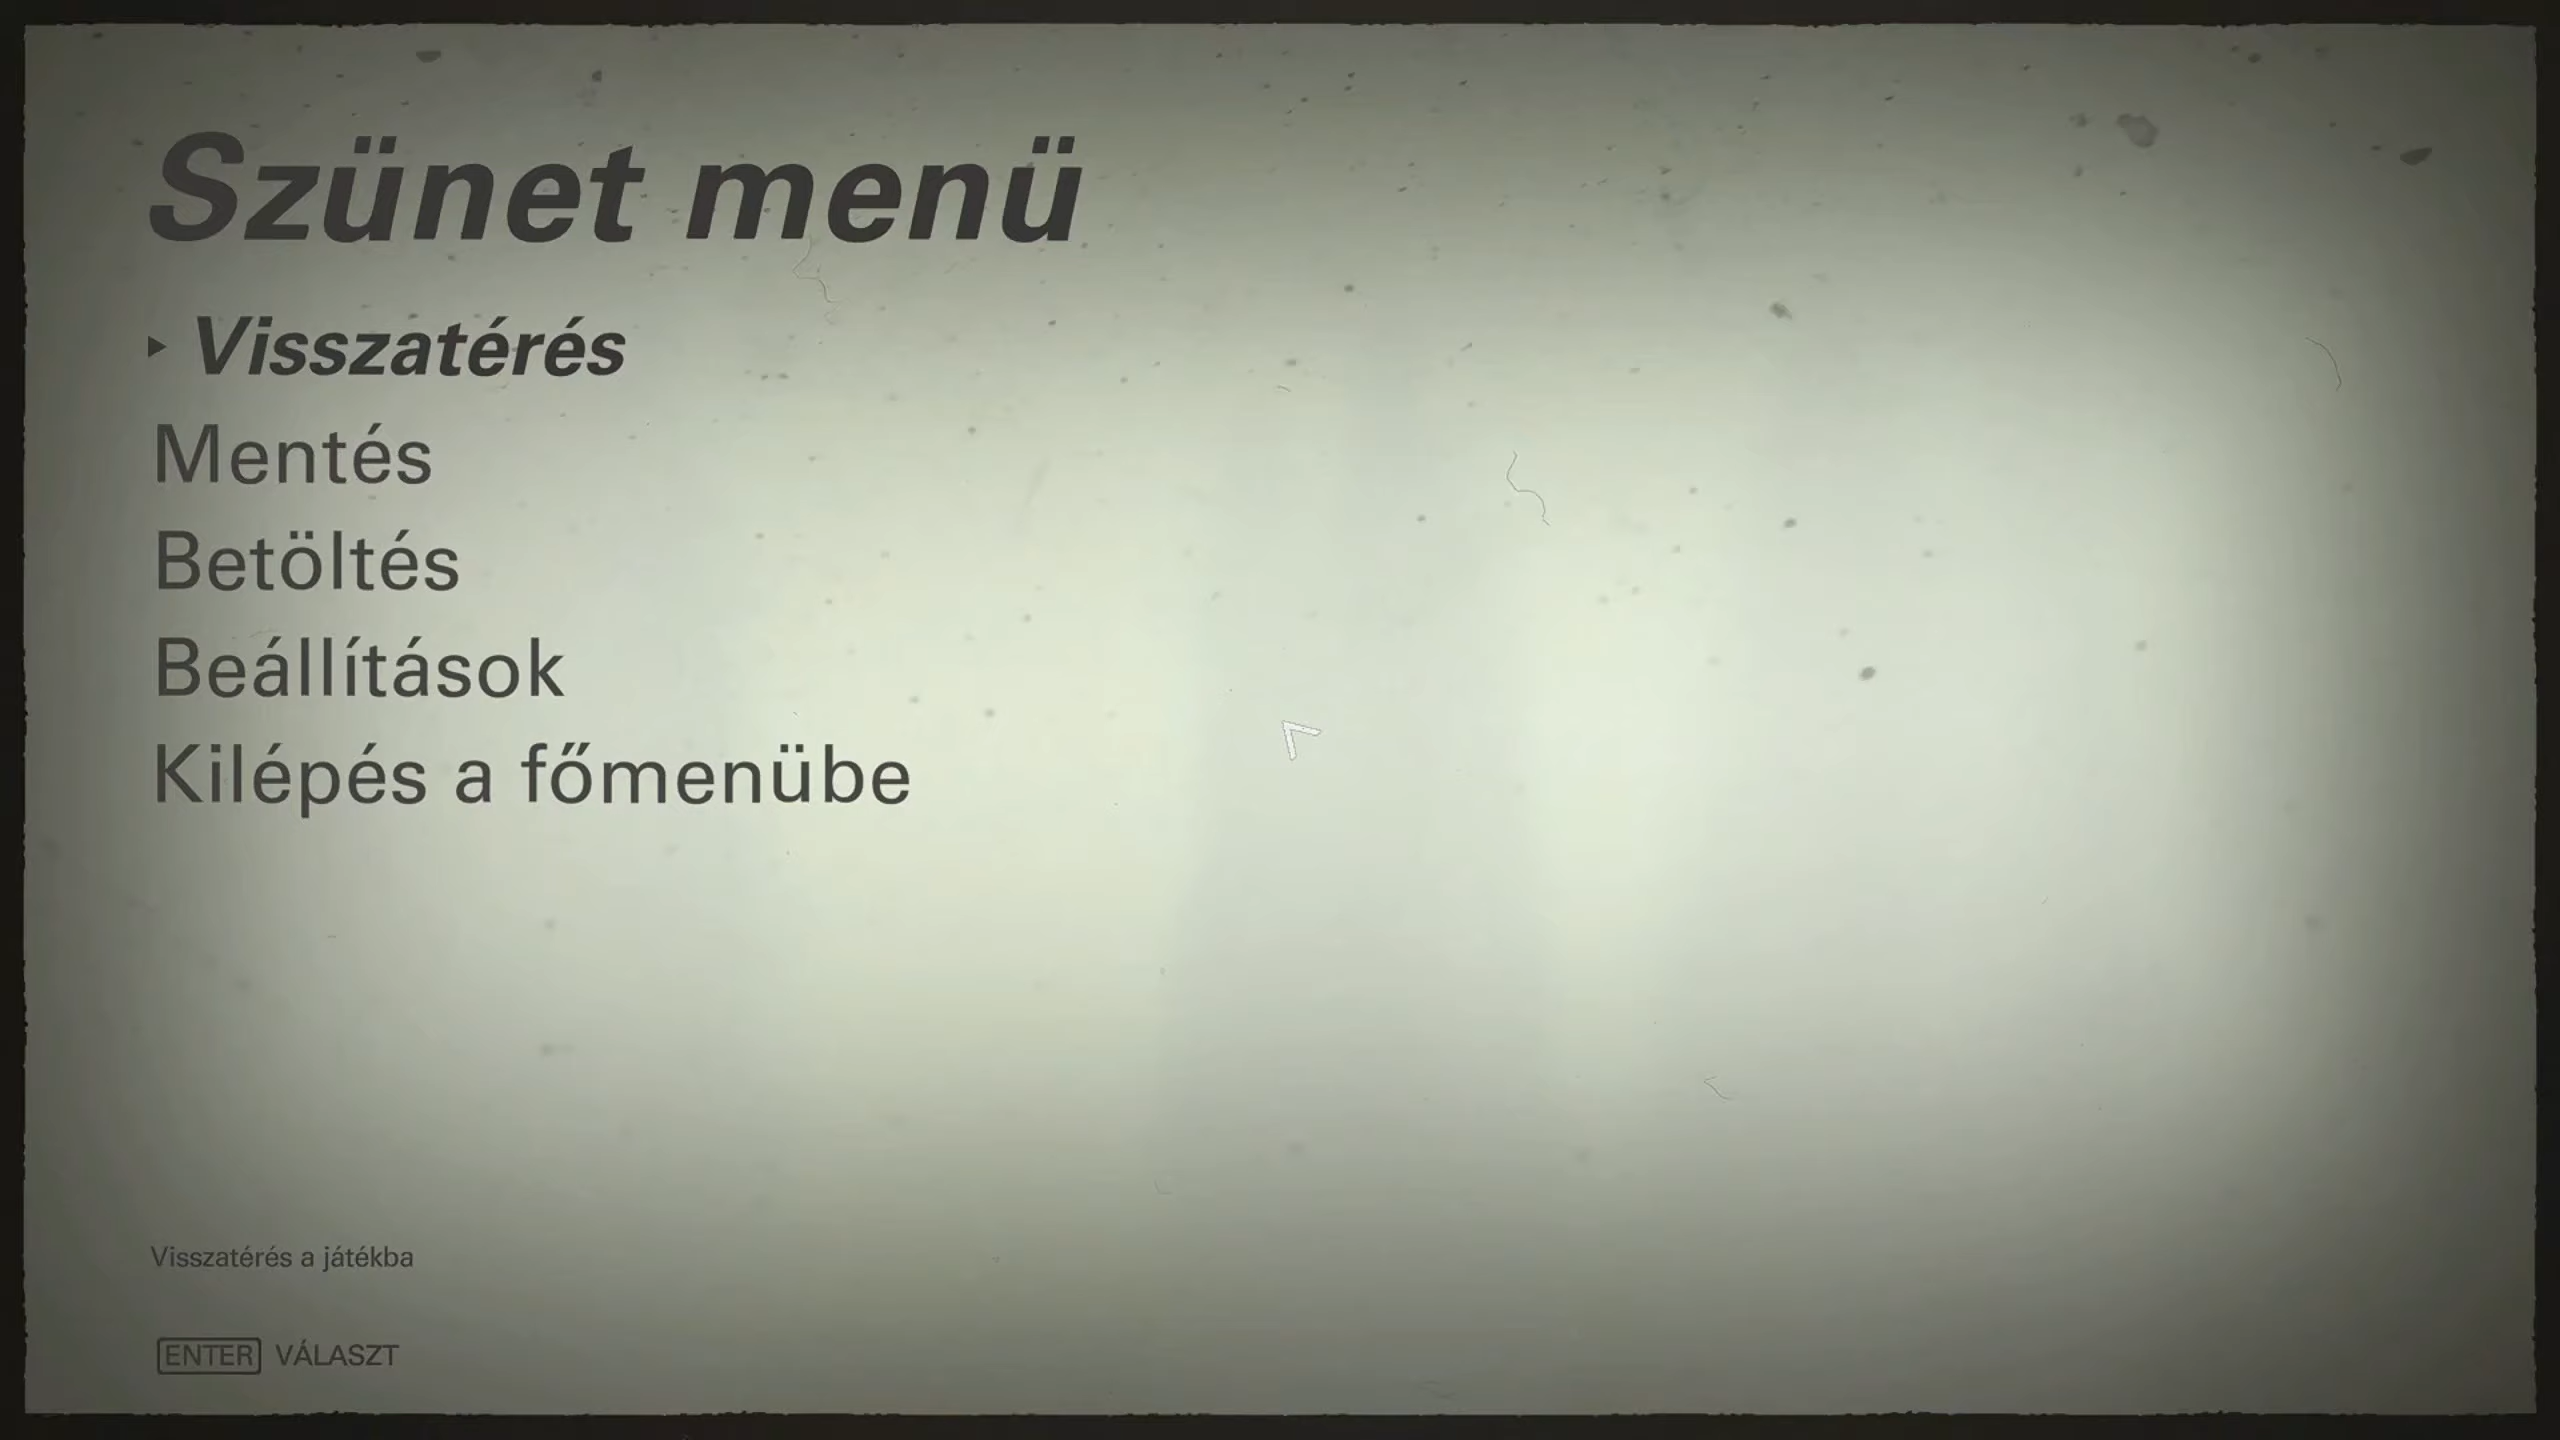 Szünet menü
Visszatérés
Mentés
Betöltés
Beállítások
Kilépés a főmenübe
Visszatérés a játékba
ENTER VÁLASZT